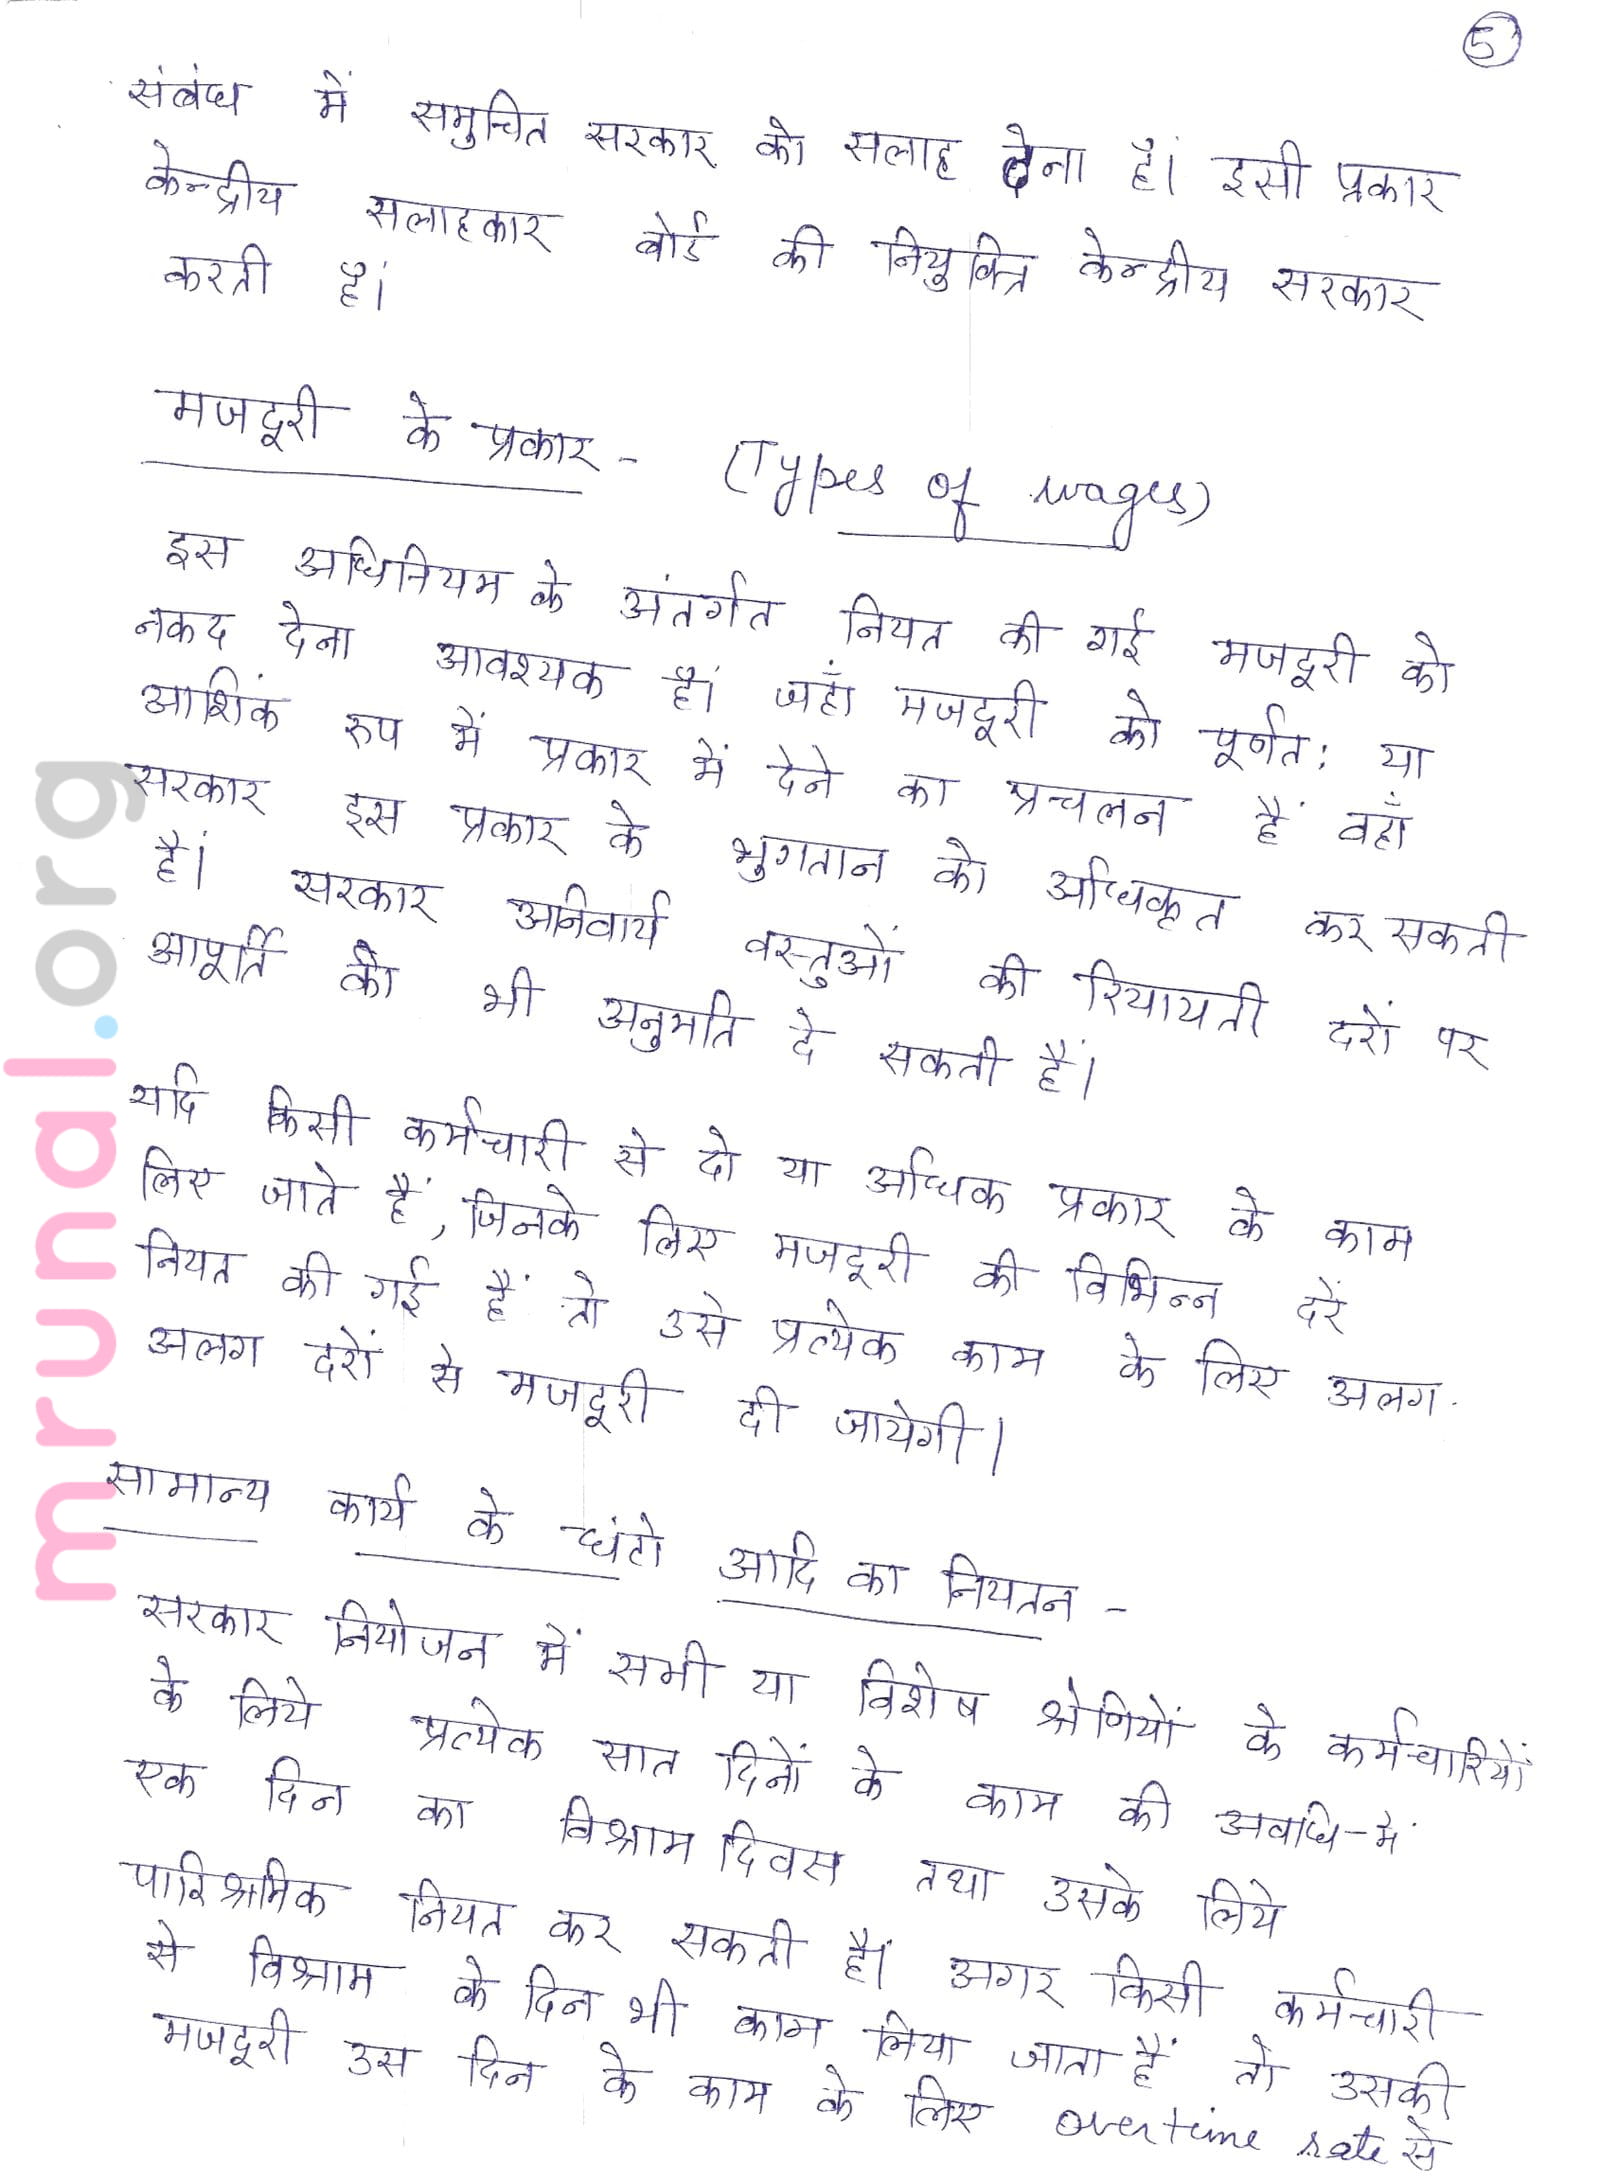 5
संबंध में समुचित सरकार को सलाह देना है। इसी प्रकार
केन्द्रीय सलाहकार बोर्ड की नियुक्ति केन्द्रीय सरकार
करती है।
मजदूरी के प्रकार - (Types of wages)
इस अधिनियम के अंतर्गत नियत की गई मजदूरी को
नकद देना आवश्यक हैं। जहाँ मजदूरी को पूर्णत: या
आशिंक रूप में प्रकार में देने का प्रचलन हैं वहाँ
सरकार इस प्रकार के भुगतान को अधिकृत कर सकती
है। सरकार अनिवार्य वस्तुओं की रियायती दरों पर
आपूर्ति की भी अनुमति दे सकती हैं।
यदि किसी कर्मचारी से दो या अधिक प्रकार के काम
लिए जाते हैं, जिनके लिए मजदूरी की विभिन्न दरें
नियत की गई हैं तो उसे प्रत्येक काम के लिए अलग-
अलग दरों से मजदूरी दी जायेगी।
सामान्य कार्य के घंटो आदि का नियतन -
सरकार नियोजन में सभी या विशेष श्रेणियों के कर्मचारियों
के लिये प्रत्येक सात दिनों के काम की अवधि-में
एक दिन का विश्राम दिवस तथा उसके लिये
पारिश्रमिक नियत कर सकती हैं। अगर किसी कर्मचारी
से विश्राम के दिन भी काम लिया जाता हैं तो उसकी
मजदूरी उस दिन के काम के लिए overtime rate से
mrunal.org